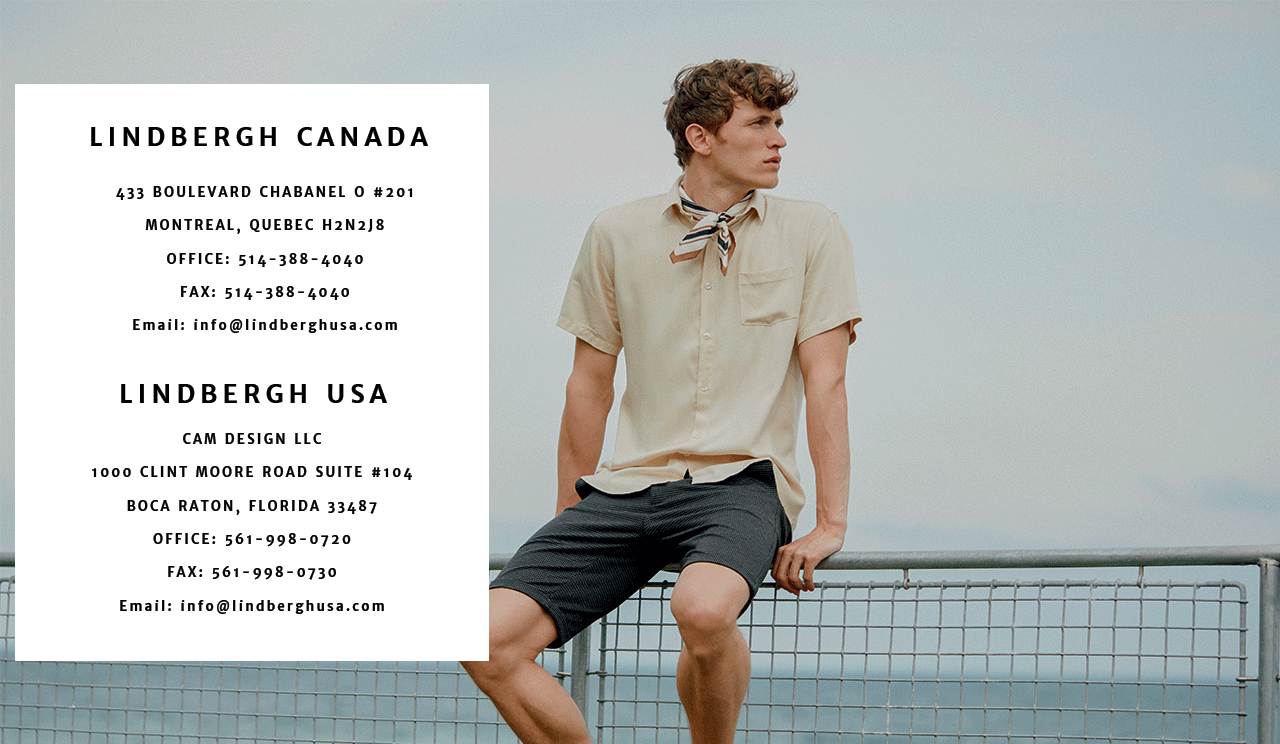 LINDBERGH CANADA
433 BOULEVARD CHABANEL O #201
MONTREAL, QUEBEC H2N2J8
OFFICE: 514-388-4040
FAX: 514-388-4040
Email: info@lindberghusa.com
LINDBERGH USA
CAM DESIGN LLC
1000 CLINT MOORE ROAD SUITE #104
BOCA RATON, FLORIDA 33487
OFFICE: 561-998-0720
FAX: 561-998-0730
Email: info@lindberghusa.com